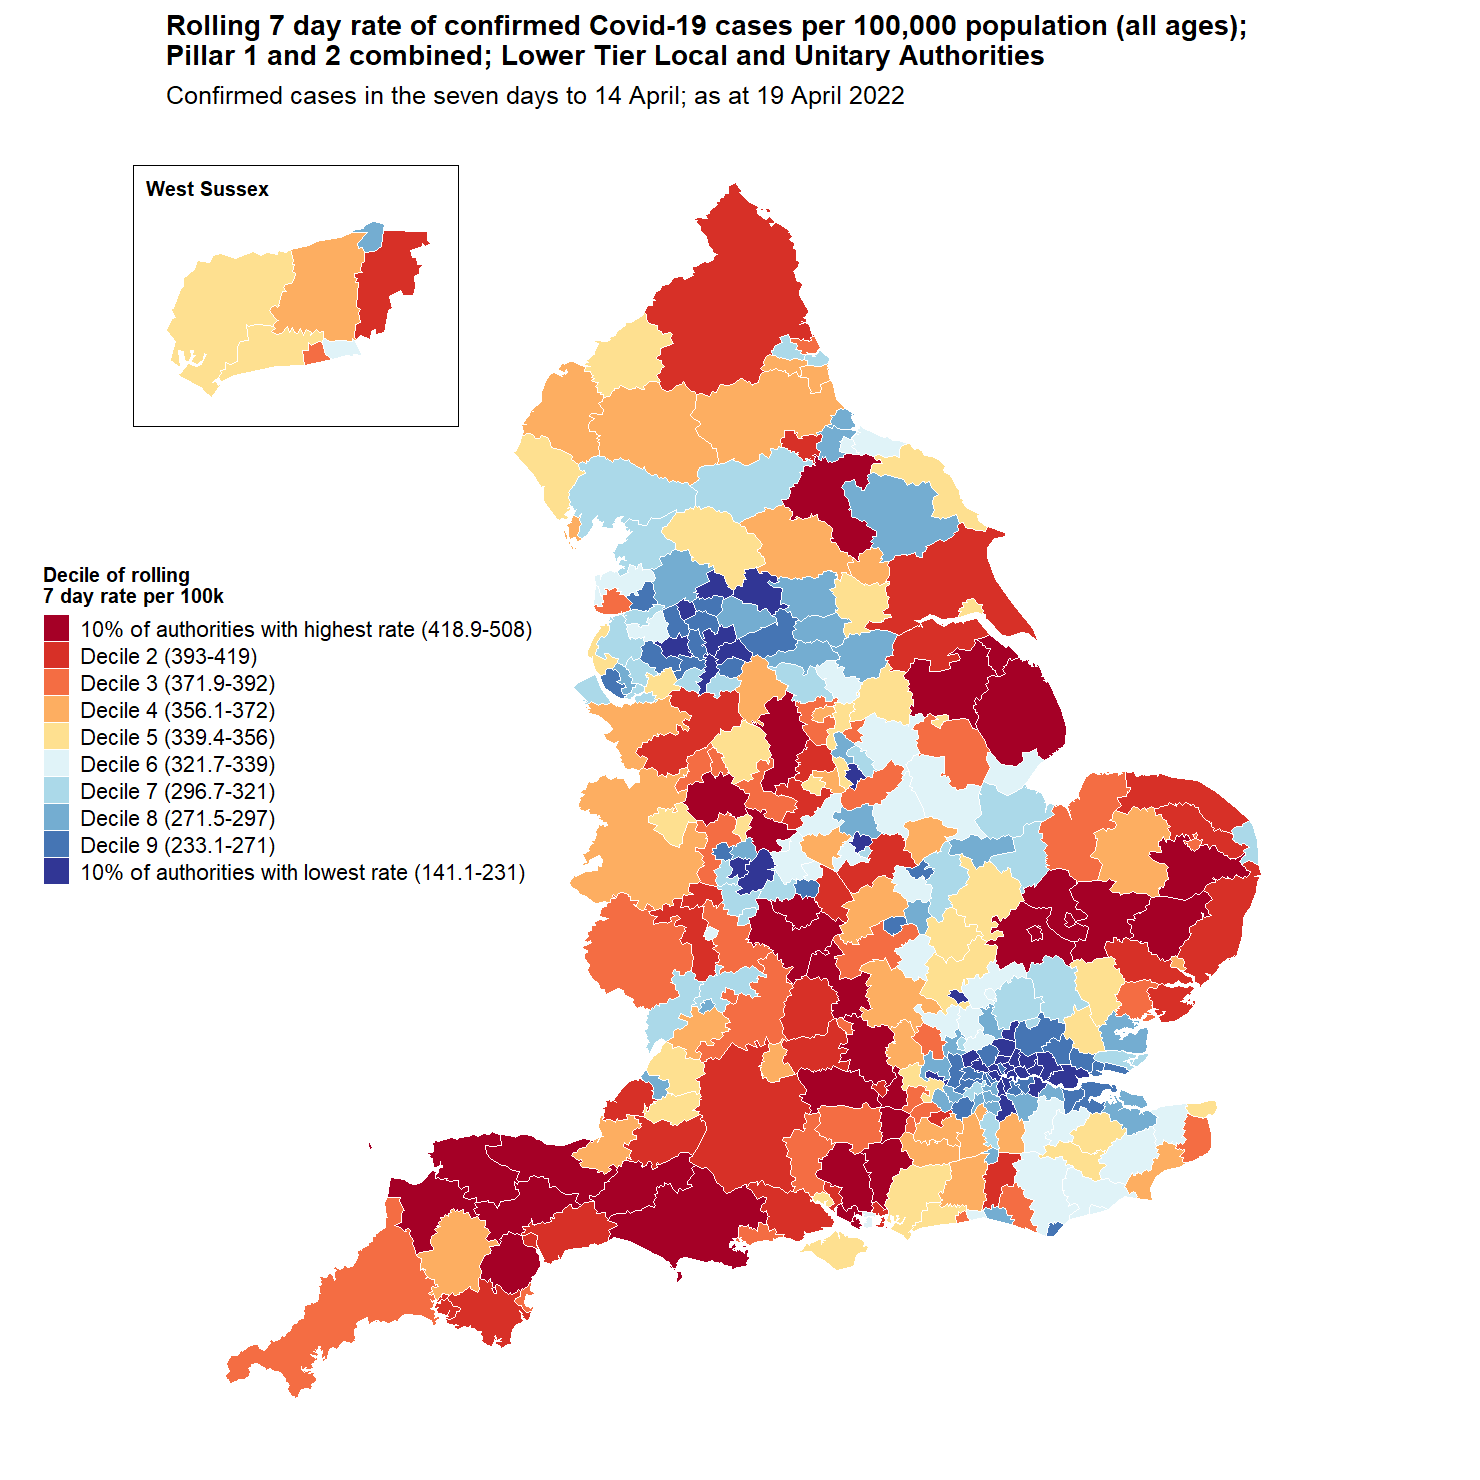 Rolling 7 day rate of confirmed Covid-19 cases per 100,000 population (all ages);
Pillar 1 and 2 combined; Lower Tier Local and Unitary Authorities
Confirmed cases in the seven days to 14 April; as at 19 April 2022
West Sussex
Decile of rolling
7 day rate per 100k
10% of authorities with highest rate (418.9-508)
Decile 2 (393-419)
Decile 3 (371.9-392)
Decile 4 (356.1-372)
Decile 5 (339.4-356)
Decile 6 (321.7-339)
Decile 7 (296.7-321)
Decile 8 (271.5-297)
Decile 9 (233.1-271)
10% of authorities with lowest rate (141.1-231)